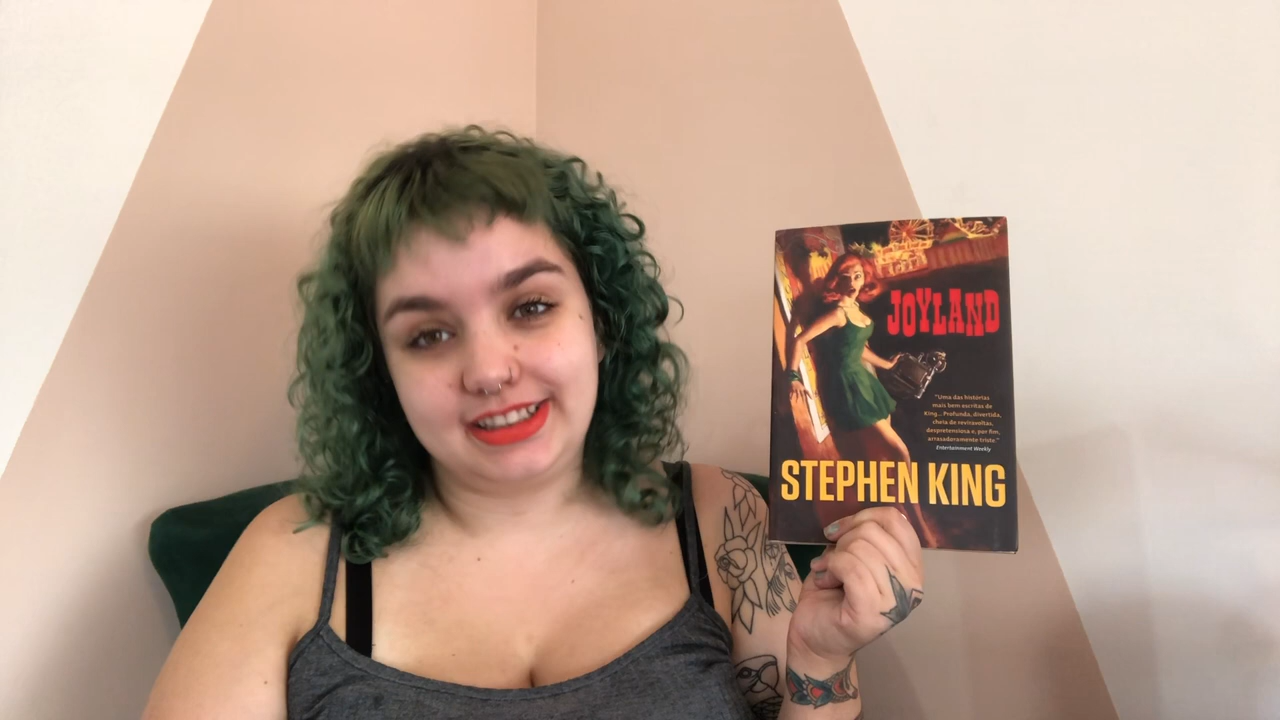 JOYLAND
"Uma das histórias
mais bem escritas de
King... Profunda, divertida,
cheia de reviravoltas,
despretensiosa e, por fim,
arrasadoramente triste."
Entertainment Weekly
STEPHEN KING